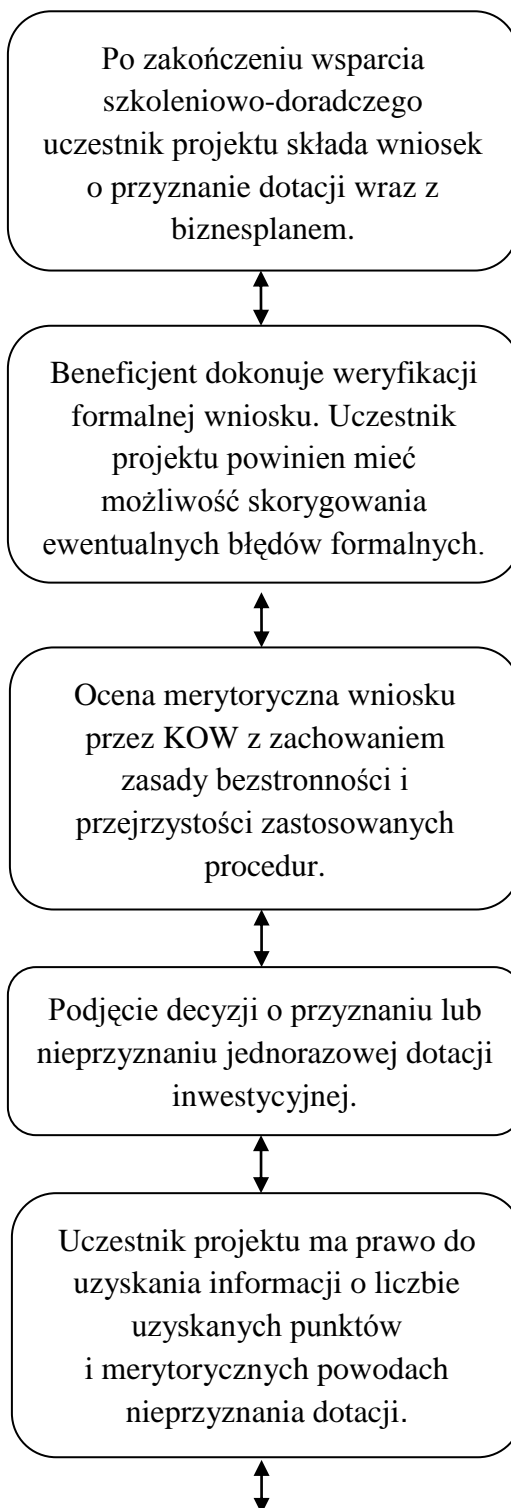 Po zakończeniu wsparcia
szkoleniowo-doradczego
uczestnik projektu składa wniosek
o przyznanie dotacji wraz z
biznesplanem.
Beneficjent dokonuje weryfikacji
formalnej wniosku. Uczestnik
projektu powinien mieć
możliwość skorygowania
ewentualnych błędów formalnych.
Ocena merytoryczna wniosku
przez KOW z zachowaniem
zasady bezstronności i
przejrzystości zastosowanych
procedur.
Podjęcie decyzji o przyznaniu lub
nieprzyznaniu jednorazowej dotacji
inwestycyjnej.
Uczestnik projektu ma prawo do
uzyskania informacji o liczbie
uzyskanych punktów
i merytorycznych powodach
nieprzyznania dotacji.